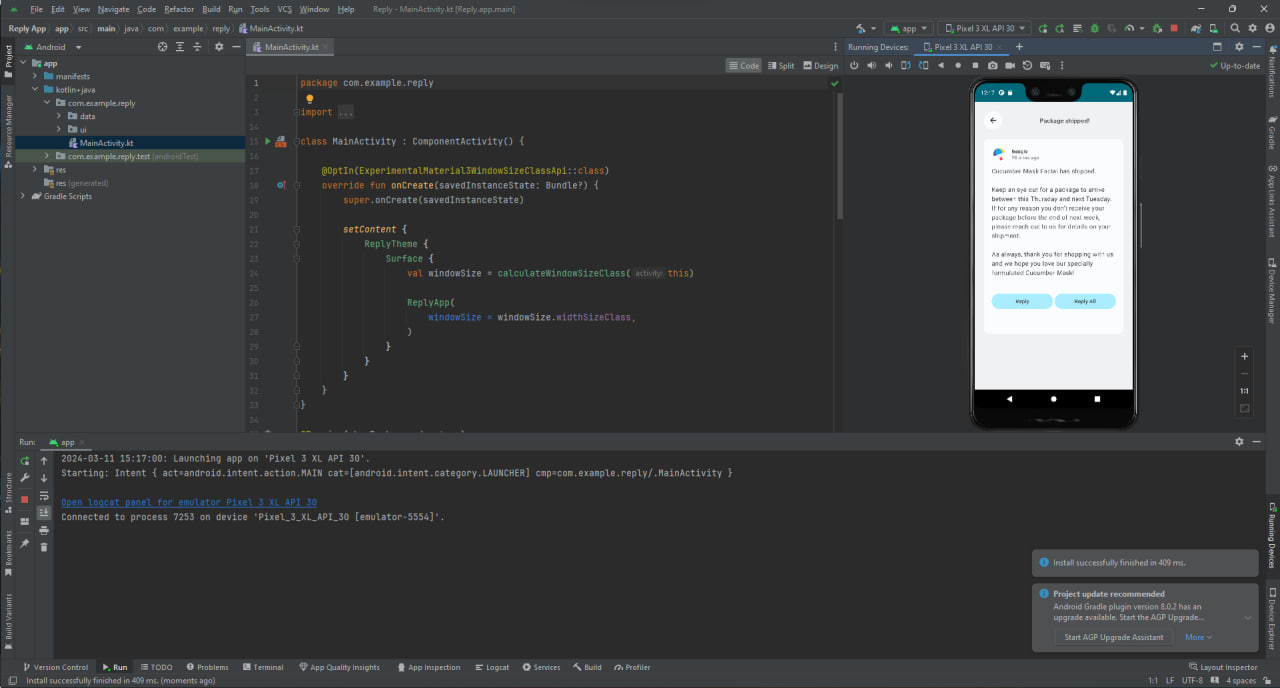 File Edit View Navigate Code Refactor Build Run Tools VCS Window Help Reply - MainActivity.kt [Reply.app.main]
Reply App app src main java com example reply MainActivity.kt
app Pixel 3 XL API 30
Project
Resource Manager
Structure
Bookmarks
Build Variants
Android
app
manifests
kotlin+java
com.example.reply
data
ui
MainActivity.kt
com.example.reply.test (androidTest)
res
res (generated)
Gradle Scripts
MainActivity.kt
Code Split Design
1 package com.example.reply
2
3 import ...
14
15 class MainActivity : ComponentActivity() {
16
17 @OptIn(ExperimentalMaterial3WindowSizeClassApi::class)
18 override fun onCreate(savedInstanceState: Bundle?) {
19 super.onCreate(savedInstanceState)
20
21 setContent {
22 ReplyTheme {
23 Surface {
24 val windowSize = calculateWindowSizeClass( activity: this)
25
26 ReplyApp(
27 windowSize = windowSize.widthSizeClass,
28 )
29 }
30 }
31 }
32 }
33 }
34
Running Devices: Pixel 3 XL API 30
Up-to-date
12:17
Package shipped!
Google
Cucumber Mask Facial has shipped.
Keep an eye out for a package to arrive
between this Thursday and next Tuesday.
If for any reason you don't receive your
package before the end of next week,
please reach out to us for details on your
shipment.
As always, thank you for shopping with us
and we hope you love our specially
formulated Cucumber Mask!
Reply Reply All
1:1
Notifications
Gradle
App Links Assistant
Device Manager
Running Devices
Device Explorer
Run: app
2024-03-11 15:17:00: Launching app on 'Pixel 3 XL API 30'.
Starting: Intent { act=android.intent.action.MAIN cat=[android.intent.category.LAUNCHER] cmp=com.example.reply/.MainActivity }
Open logcat panel for emulator Pixel 3 XL API 30
Connected to process 7253 on device 'Pixel_3_XL_API_30 [emulator-5554]'.
Install successfully finished in 409 ms.
Project update recommended
Android Gradle plugin version 8.0.2 has an
upgrade available. Start the AGP Upgrade...
Start AGP Upgrade Assistant More
Version Control Run TODO Problems Terminal App Quality Insights App Inspection Logcat Services Build Profiler Layout Inspector
Install successfully finished in 409 ms. (moments ago) 1:1 LF UTF-8 4 spaces